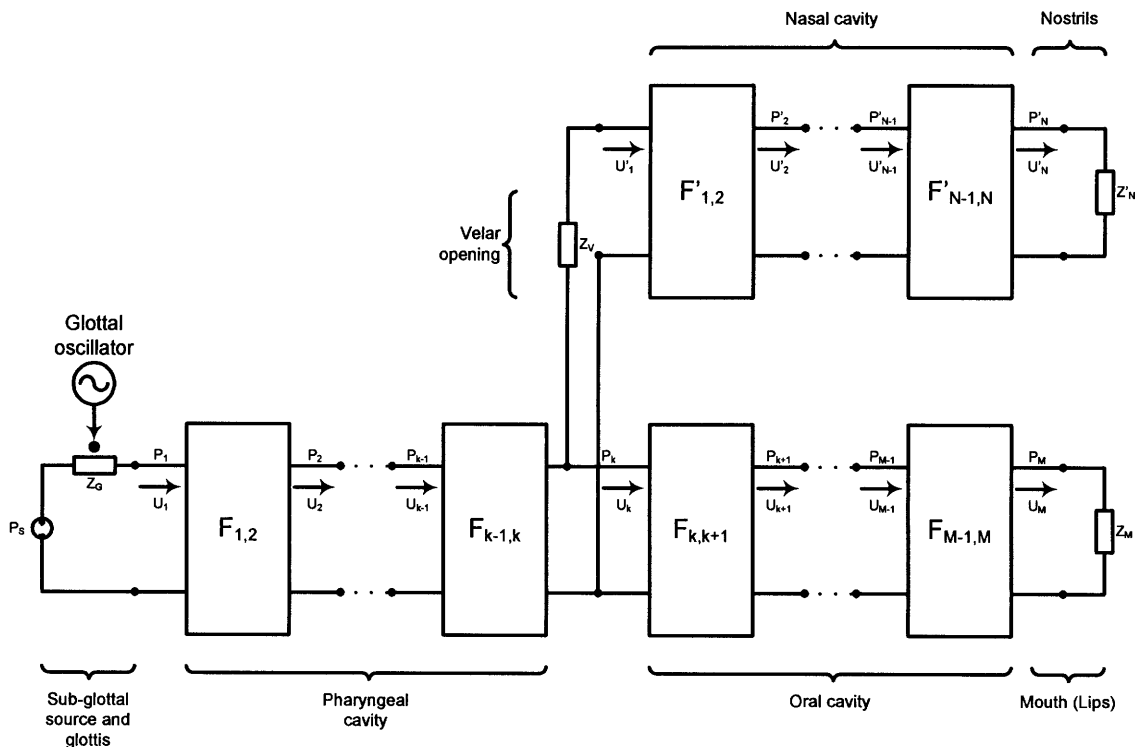 Nasal cavity
Nostrils
P'2
P'N-1
P'N
U'1
U'2
U'N-1
U'N
F'1,2
F'N-1,N
Z'N
Velar
opening
ZV
Glottal
oscillator
P1
P2
Pk-1
Pk
Pk+1
PM-1
PM
ZG
U1
U2
Uk-1
Uk
Uk+1
UM-1
UM
PS
F1,2
Fk-1,k
Fk,k+1
FM-1,M
ZM
Sub-glottal
source and
glottis
Pharyngeal
cavity
Oral cavity
Mouth (Lips)